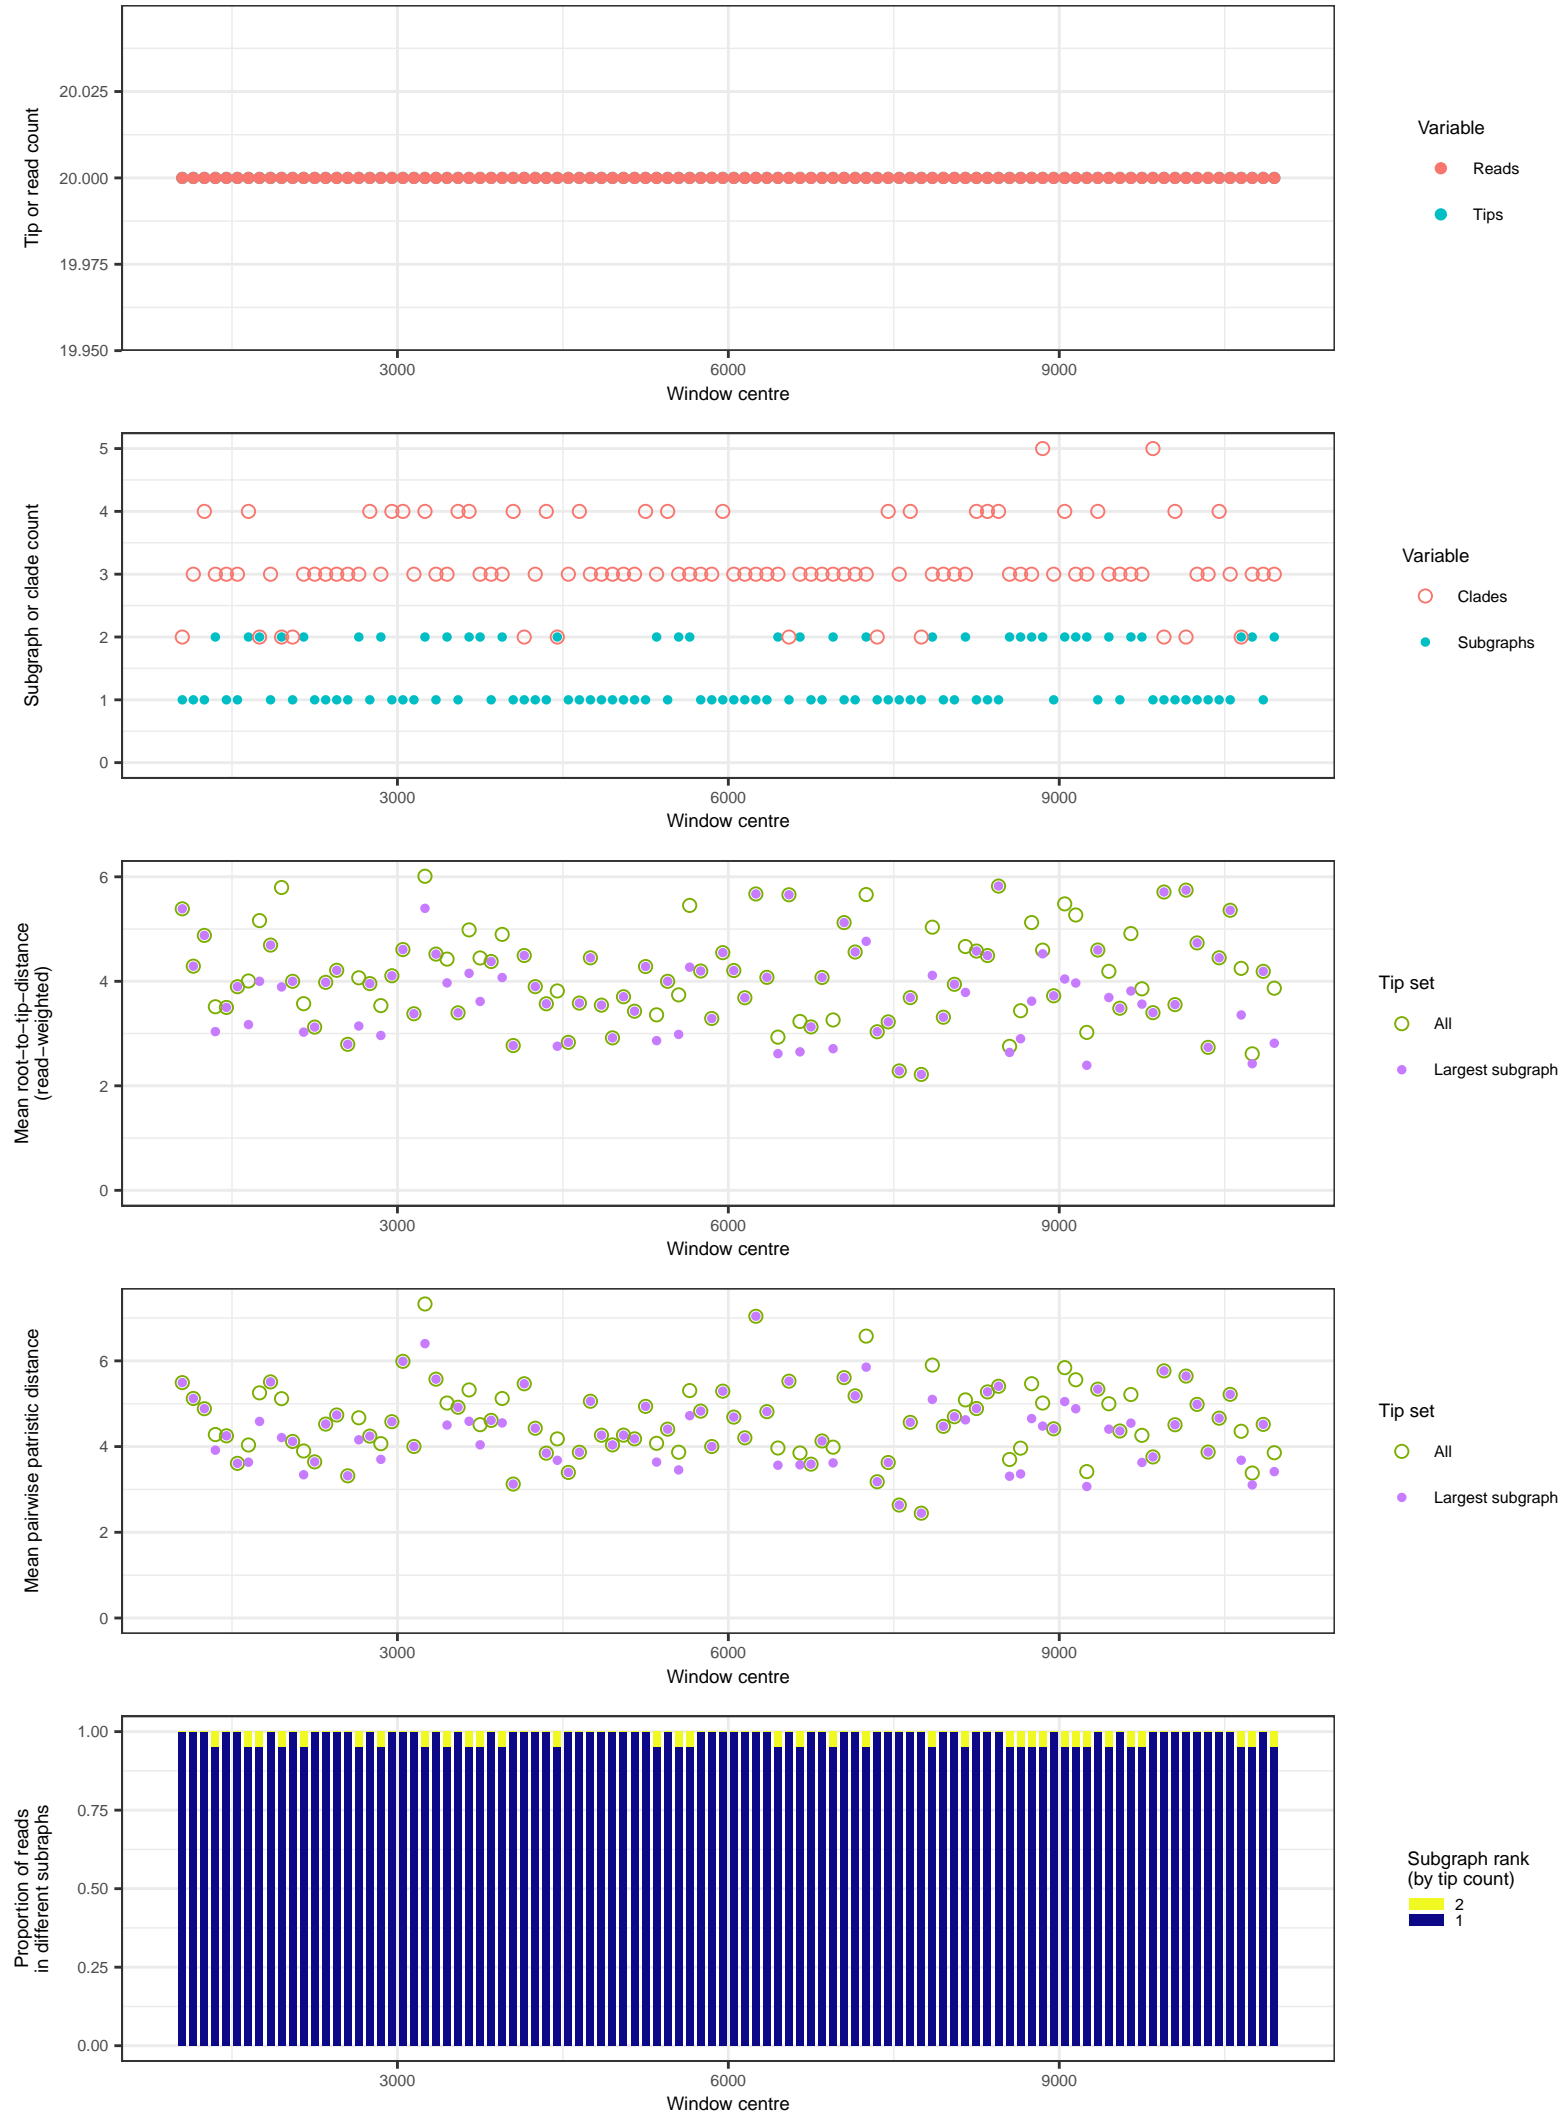 Tip or read count
20.025
20.000
19.975
19.950
3000
6000
9000
Window centre
Variable
Reads
Tips
Subgraph or clade count
5
4
3
2
1
0
3000
6000
9000
Window centre
Variable
Clades
Subgraphs
Mean root−to−tip−distance
(read−weighted)
6
4
2
0
3000
6000
9000
Window centre
Tip set
All
Largest subgraph
Mean pairwise patristic distance
6
4
2
0
3000
6000
9000
Window centre
Tip set
All
Largest subgraph
Proportion of reads
in different subraphs
1.00
0.75
0.50
0.25
0.00
3000
6000
9000
Window centre
Subgraph rank
(by tip count)
2
1